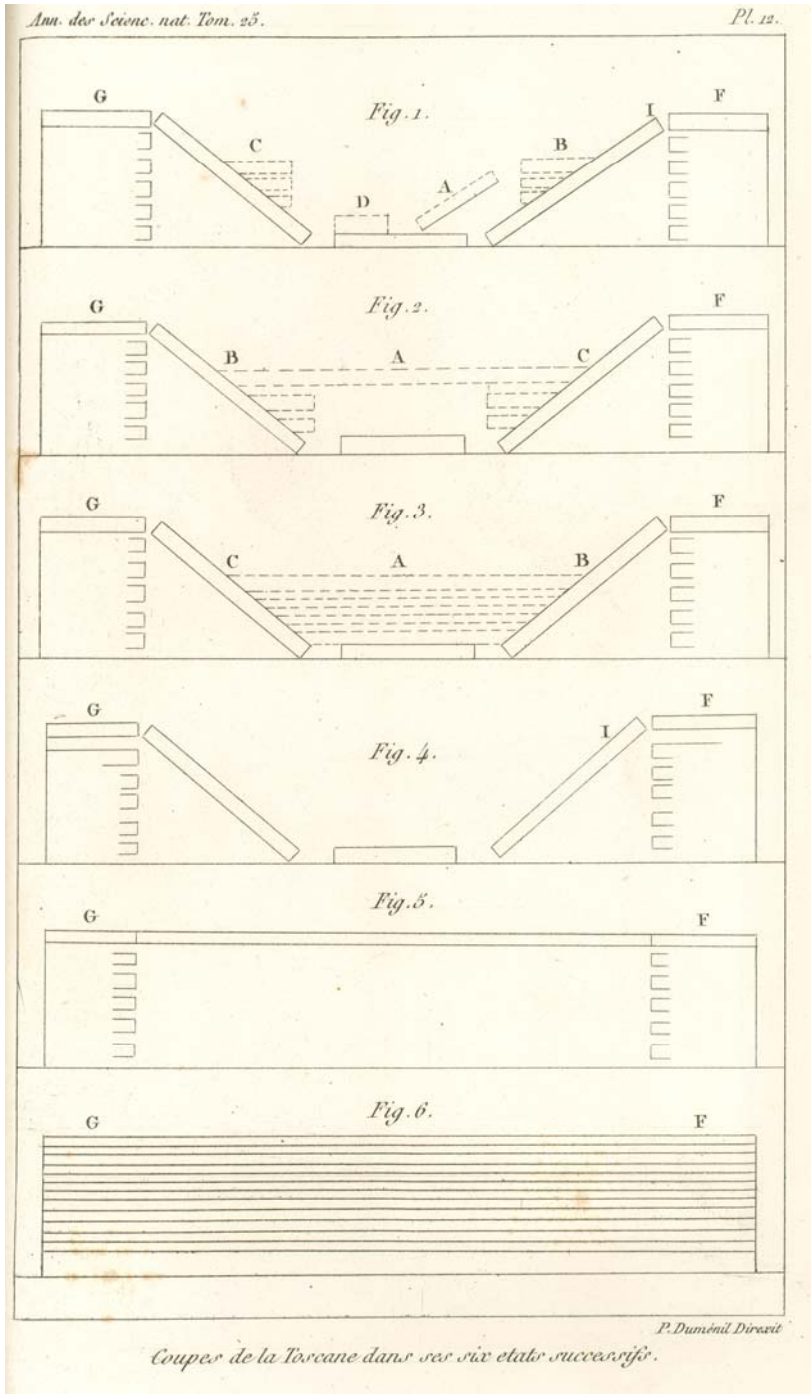 Ann. des Scienc. nat. Tom. 25.
Pl. 12.
G
Fig. 1.
I
F
C
B
A
D
G
Fig. 2.
F
B
A
C
G
Fig. 3.
F
C
A
B
G
I
F
Fig. 4.
G
Fig. 5.
F
G
Fig. 6.
F
P. Duménil Direxit
Coupes de la Toscane dans ses six etats successifs.